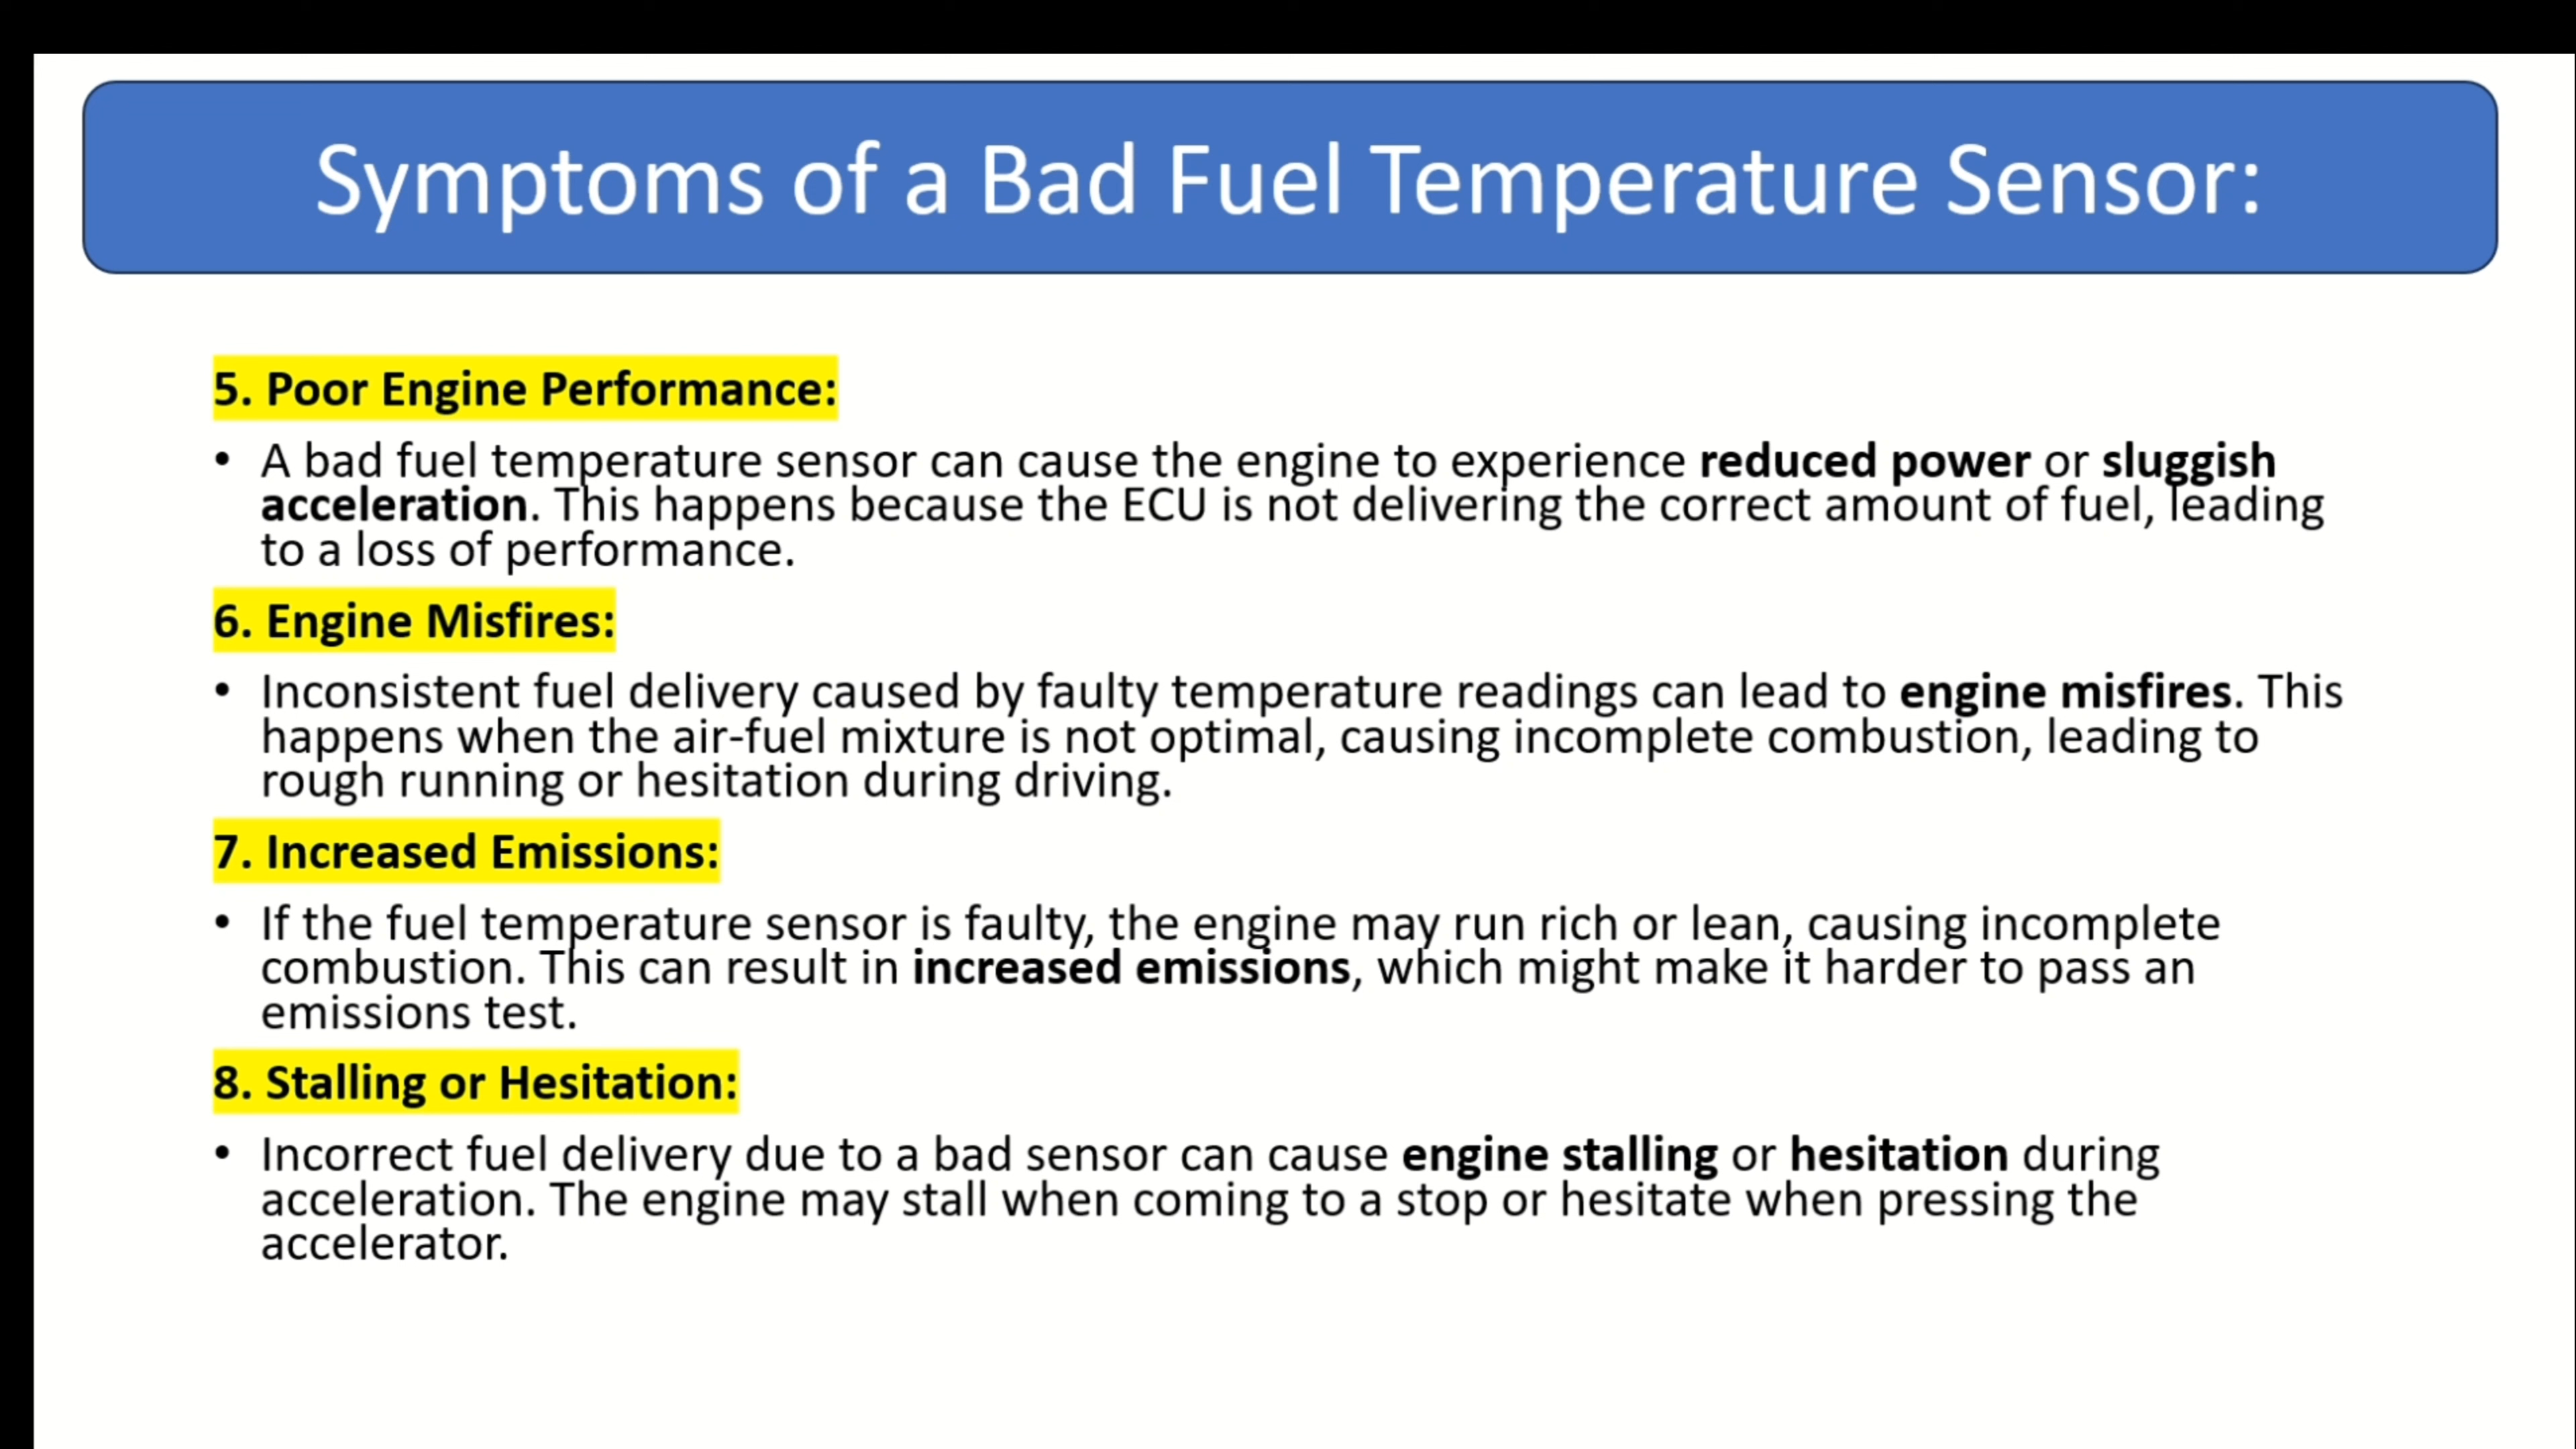 Symptoms of a Bad Fuel Temperature Sensor:
5. Poor Engine Performance:
• A bad fuel temperature sensor can cause the engine to experience reduced power or sluggish
acceleration. This happens because the ECU is not delivering the correct amount of fuel, leading
to a loss of performance.
6. Engine Misfires:
• Inconsistent fuel delivery caused by faulty temperature readings can lead to engine misfires. This
happens when the air-fuel mixture is not optimal, causing incomplete combustion, leading to
rough running or hesitation during driving.
7. Increased Emissions:
• If the fuel temperature sensor is faulty, the engine may run rich or lean, causing incomplete
combustion. This can result in increased emissions, which might make it harder to pass an
emissions test.
8. Stalling or Hesitation:
• Incorrect fuel delivery due to a bad sensor can cause engine stalling or hesitation during
acceleration. The engine may stall when coming to a stop or hesitate when pressing the
accelerator.